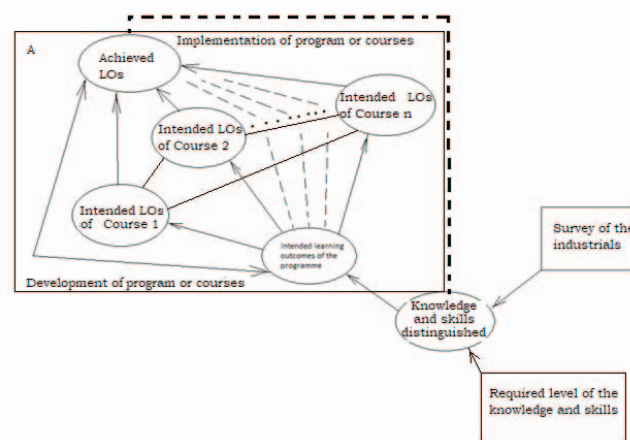 Implementation of program or courses
A
Achieved
LOs
Intended LOs
of Course n
Intended LOs
of Course 2
Intended LOs
of Course 1
Intended learning
outcomes of the
programme
Development of program or courses
Survey of the
industrials
Knowledge
and skills
distinguished
Required level of the
knowledge and skills